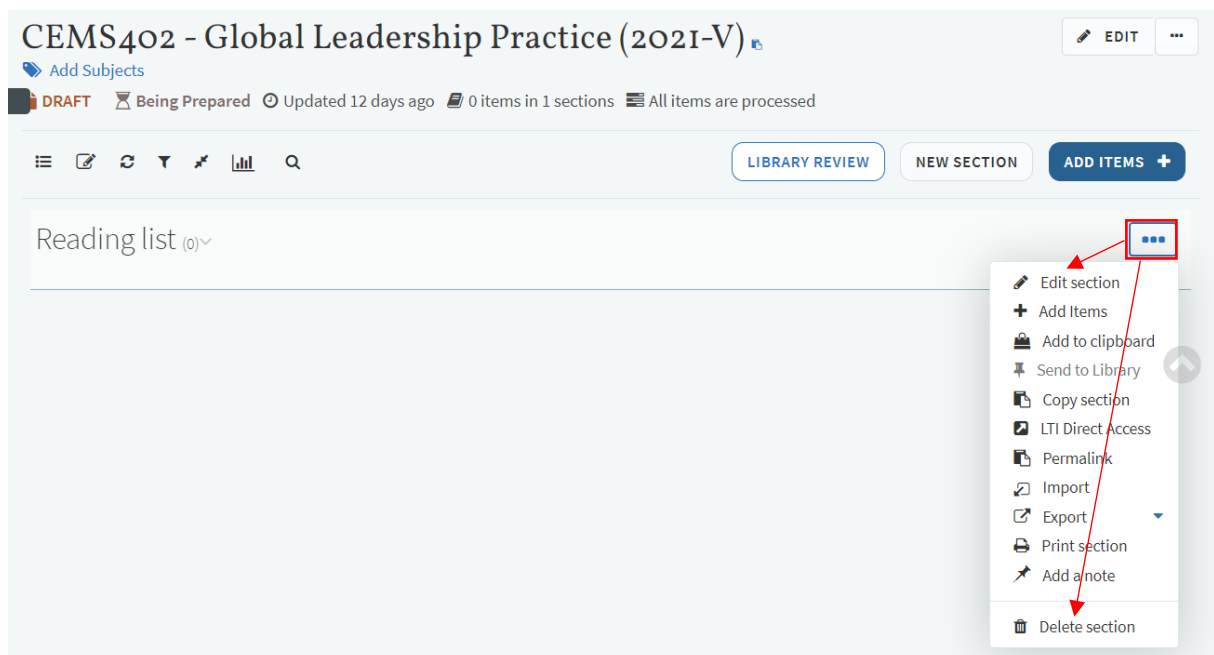 CEMS402 - Global Leadership Practice (2021-V)
EDIT
Add Subjects
DRAFT Being Prepared Updated 12 days ago 0 items in 1 sections All items are processed
LIBRARY REVIEW NEW SECTION ADD ITEMS
Reading list (0)
Edit section
Add Items
Add to clipboard
Send to Library
Copy section
LTI Direct Access
Permalink
Import
Export
Print section
Add a note
Delete section